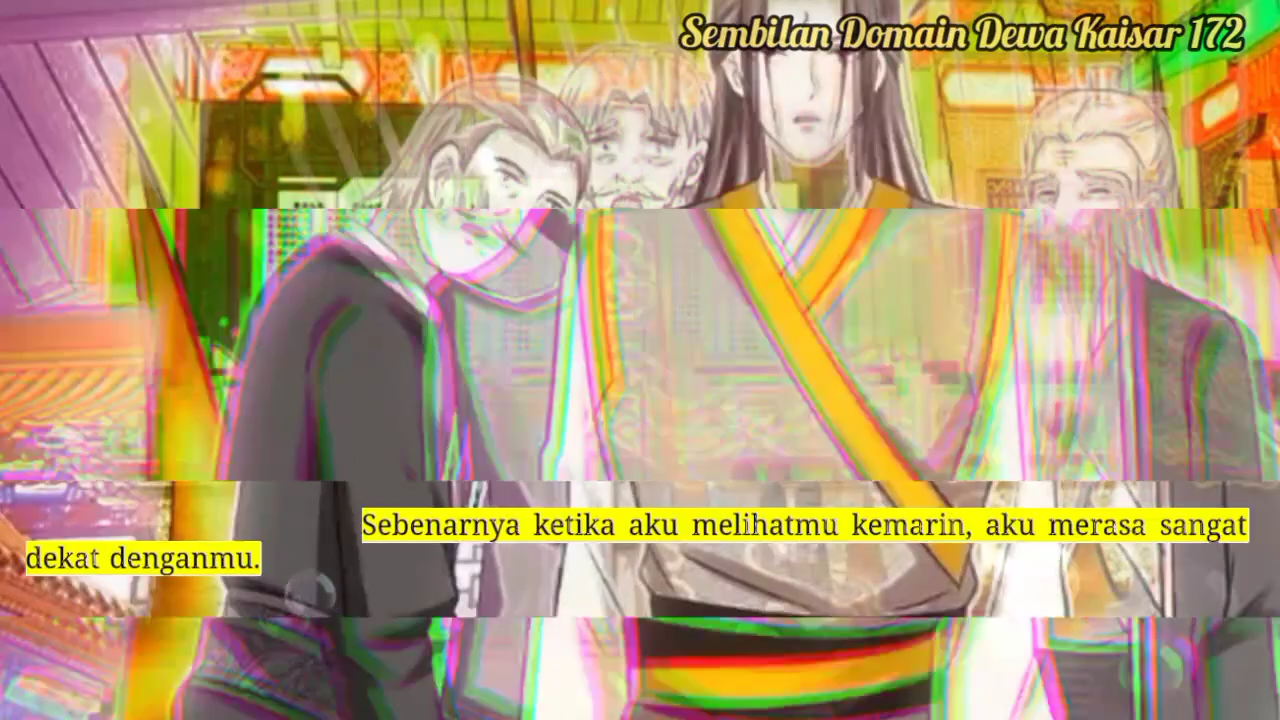 Sembilan Domain Dewa Kaisar 172
Sebenarnya ketika aku melihatmu kemarin, aku merasa sangat
dekat denganmu.